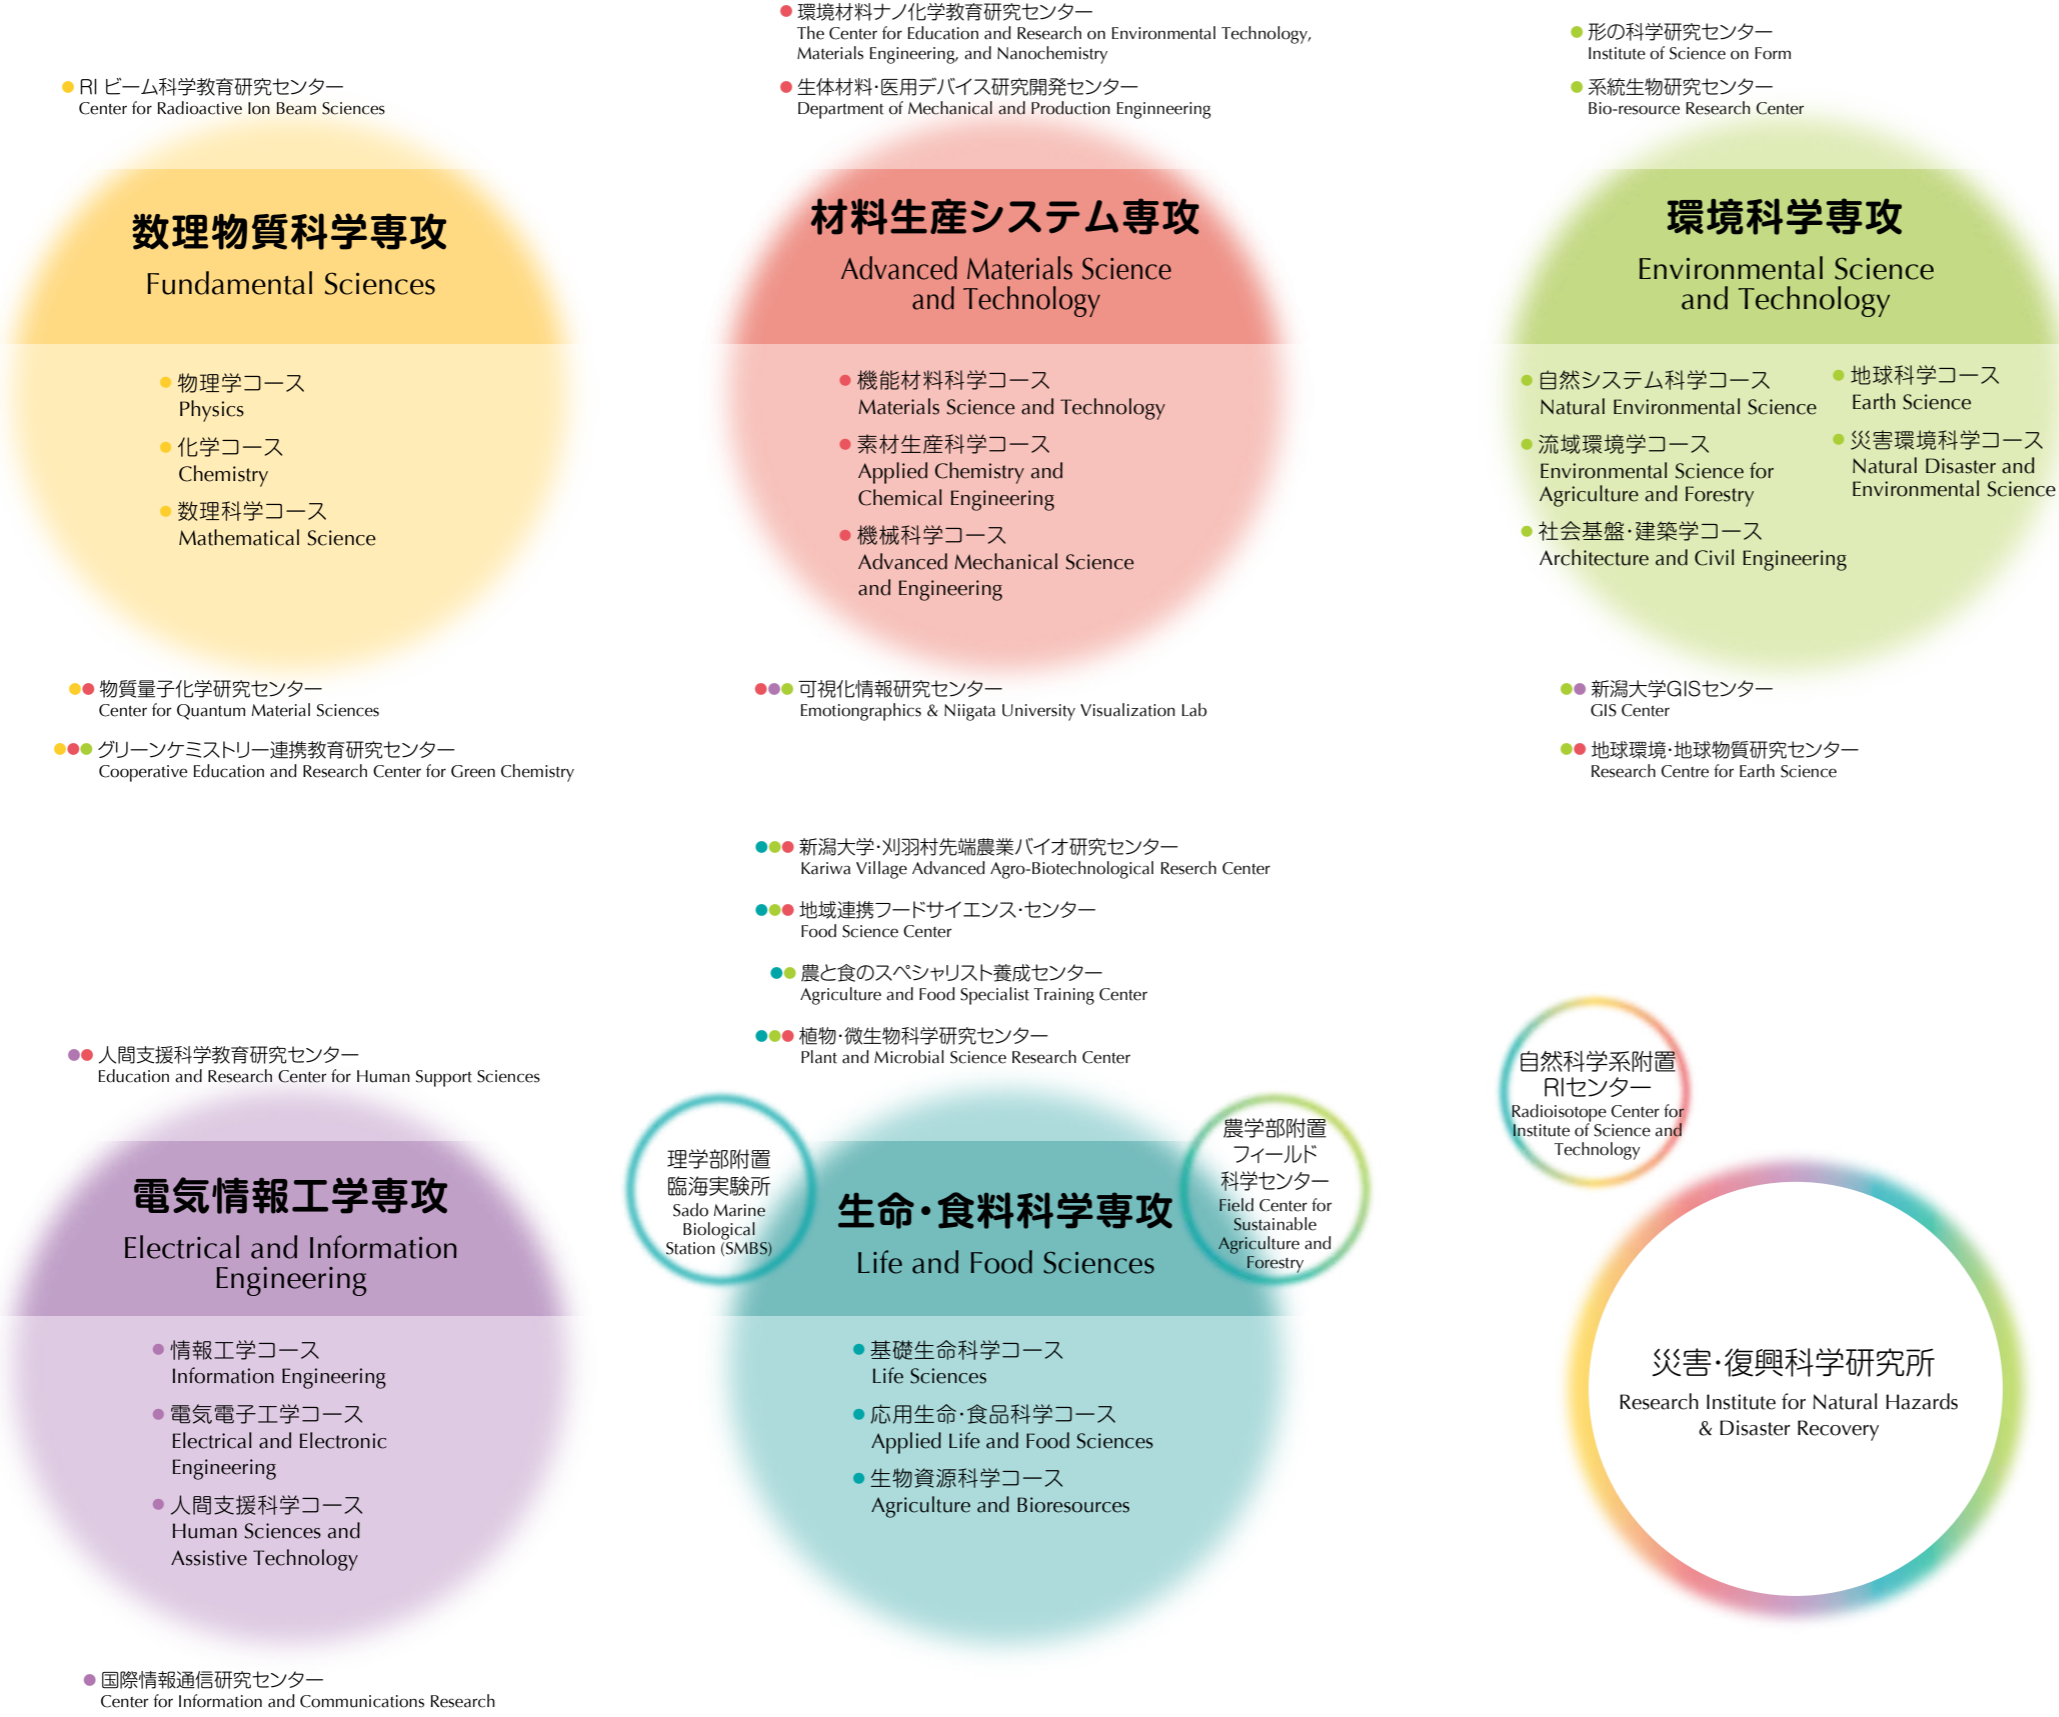 RI ビーム科学教育研究センター
Center for Radioactive Ion Beam Sciences
数理物質科学専攻
Fundamental Sciences
物理学コース
Physics
化学コース
Chemistry
数理科学コース
Mathematical Science
物質量子化学研究センター
Center for Quantum Material Sciences
グリーンケミストリー連携教育研究センター
Cooperative Education and Research Center for Green Chemistry
環境材料ナノ化学教育研究センター
The Center for Education and Research on Environmental Technology,
Materials Engineering, and Nanochemistry
生体材料・医用デバイス研究開発センター
Department of Mechanical and Production Enginneering
材料生産システム専攻
Advanced Materials Science
and Technology
機能材料科学コース
Materials Science and Technology
素材生産科学コース
Applied Chemistry and
Chemical Engineering
機械科学コース
Advanced Mechanical Science
and Engineering
可視化情報研究センター
Emotiongraphics & Niigata University Visualization Lab
形の科学研究センター
Institute of Science on Form
系統生物研究センター
Bio-resource Research Center
環境科学専攻
Environmental Science
and Technology
自然システム科学コース
Natural Environmental Science
流域環境学コース
Environmental Science for
Agriculture and Forestry
社会基盤・建築学コース
Architecture and Civil Engineering
地球科学コース
Earth Science
災害環境科学コース
Natural Disaster and
Environmental Science
新潟大学GISセンター
GIS Center
地球環境・地球物質研究センター
Research Centre for Earth Science
人間支援科学教育研究センター
Education and Research Center for Human Support Sciences
電気情報工学専攻
Electrical and Information
Engineering
情報工学コース
Information Engineering
電気電子工学コース
Electrical and Electronic
Engineering
人間支援科学コース
Human Sciences and
Assistive Technology
国際情報通信研究センター
Center for Information and Communications Research
新潟大学・刈羽村先端農業バイオ研究センター
Kariwa Village Advanced Agro-Biotechnological Reserch Center
地域連携フードサイエンス・センター
Food Science Center
農と食のスペシャリスト養成センター
Agriculture and Food Specialist Training Center
植物・微生物科学研究センター
Plant and Microbial Science Research Center
理学部附置
臨海実験所
Sado Marine
Biological
Station (SMBS)
生命・食料科学専攻
Life and Food Sciences
農学部附置
フィールド
科学センター
Field Center for
Sustainable
Agriculture and
Forestry
基礎生命科学コース
Life Sciences
応用生命・食品科学コース
Applied Life and Food Sciences
生物資源科学コース
Agriculture and Bioresources
自然科学系附置
RIセンター
Radioisotope Center for
Institute of Science and
Technology
災害・復興科学研究所
Research Institute for Natural Hazards
& Disaster Recovery